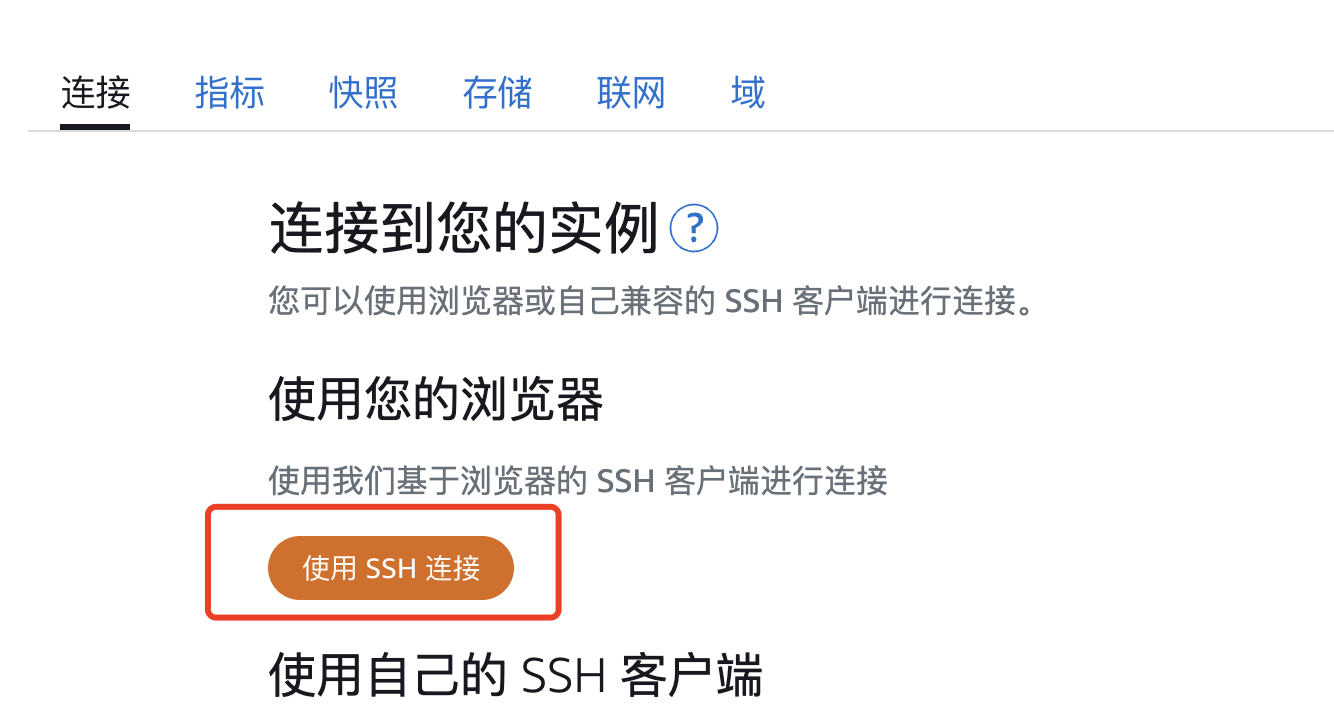 连接 指标 快照 存储 联网 域
连接到您的实例 ?
您可以使用浏览器或自己兼容的 SSH 客户端进行连接。
使用您的浏览器
使用我们基于浏览器的 SSH 客户端进行连接
使用 SSH 连接
使用自己的 SSH 客户端